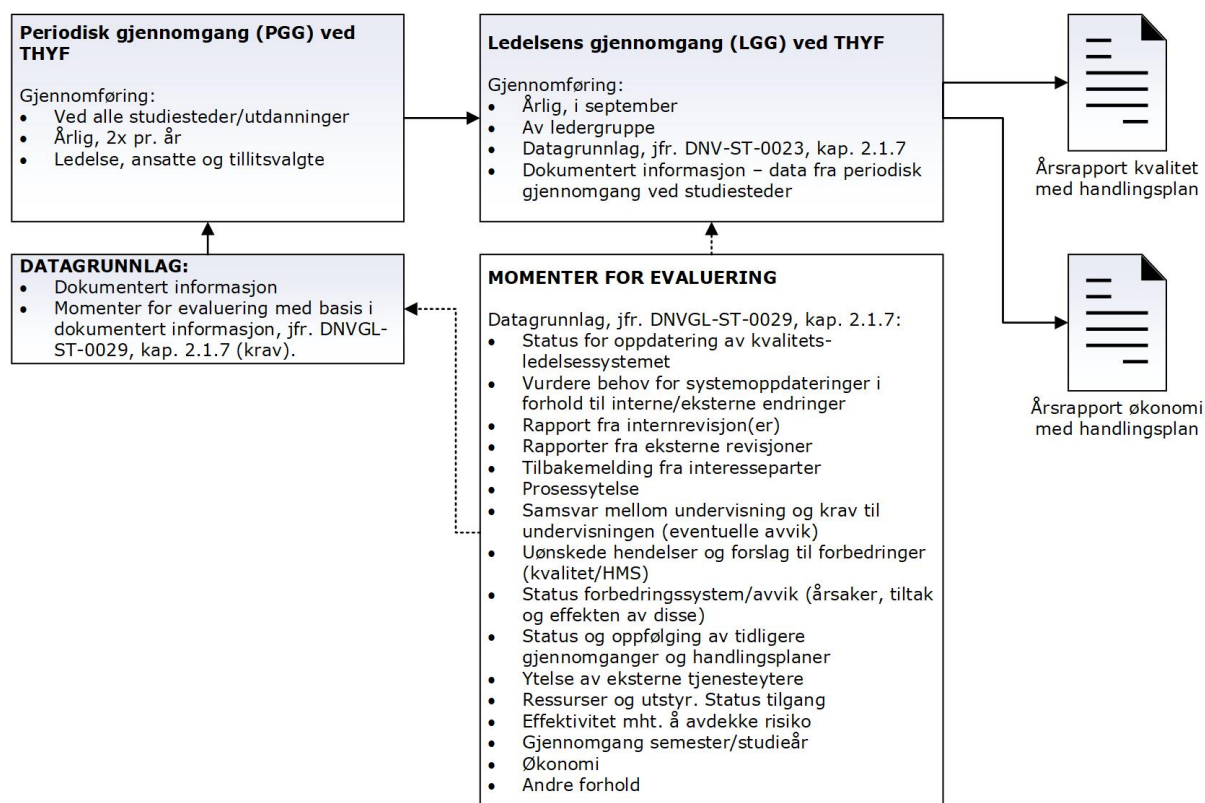 Periodisk gjennomgang (PGG) ved
THYF
Gjennomføring:
• Ved alle studiesteder/utdanninger
• Årlig, 2x pr. år
• Ledelse, ansatte og tillitsvalgte
Ledelsens gjennomgang (LGG) ved THYF
Gjennomføring:
• Årlig, i september
• Av ledergruppe
• Datagrunnlag, jfr. DNV-ST-0023, kap. 2.1.7
• Dokumentert informasjon – data fra periodisk
gjennomgang ved studiesteder
Årsrapport kvalitet
med handlingsplan
DATAGRUNNLAG:
• Dokumentert informasjon
• Momenter for evaluering med basis i
dokumentert informasjon, jfr. DNVGL-
ST-0029, kap. 2.1.7 (krav).
MOMENTER FOR EVALUERING
Datagrunnlag, jfr. DNVGL-ST-0029, kap. 2.1.7:
• Status for oppdatering av kvalitets-
ledelsessystemet
• Vurdere behov for systemoppdateringer i
forhold til interne/eksterne endringer
• Rapport fra internrevisjon(er)
• Rapporter fra eksterne revisjoner
• Tilbakemelding fra interesseparter
• Prosessytelse
• Samsvar mellom undervisning og krav til
undervisningen (eventuelle avvik)
• Uønskede hendelser og forslag til forbedringer
(kvalitet/HMS)
• Status forbedringssystem/avvik (årsaker, tiltak
og effekten av disse)
• Status og oppfølging av tidligere
gjennomganger og handlingsplaner
• Ytelse av eksterne tjenesteytere
• Ressurser og utstyr. Status tilgang
• Effektivitet mht. å avdekke risiko
• Gjennomgang semester/studieår
• Økonomi
• Andre forhold
Årsrapport økonomi
med handlingsplan